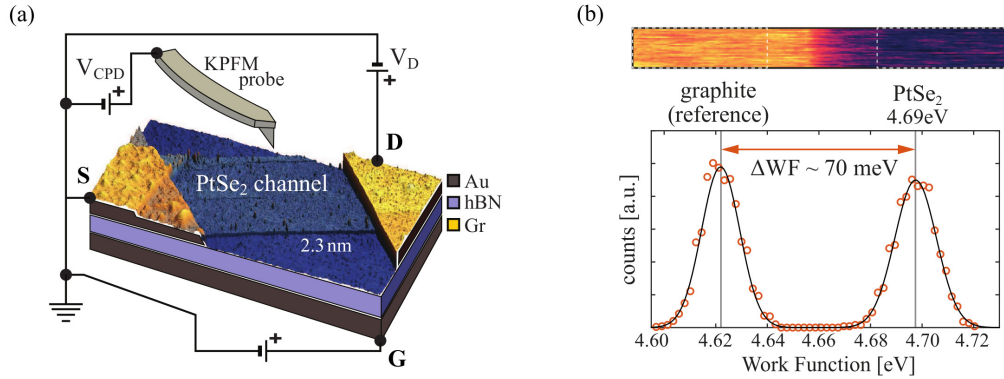 (a)
V_CPD
KPFM
probe
V_D
S
D
PtSe₂ channel
2.3 nm
Au
hBN
Gr
G
(b)
graphite
(reference)
PtSe₂
4.69eV
ΔWF ~ 70 meV
counts [a.u.]
4.60 4.62 4.64 4.66 4.68 4.70 4.72
Work Function [eV]